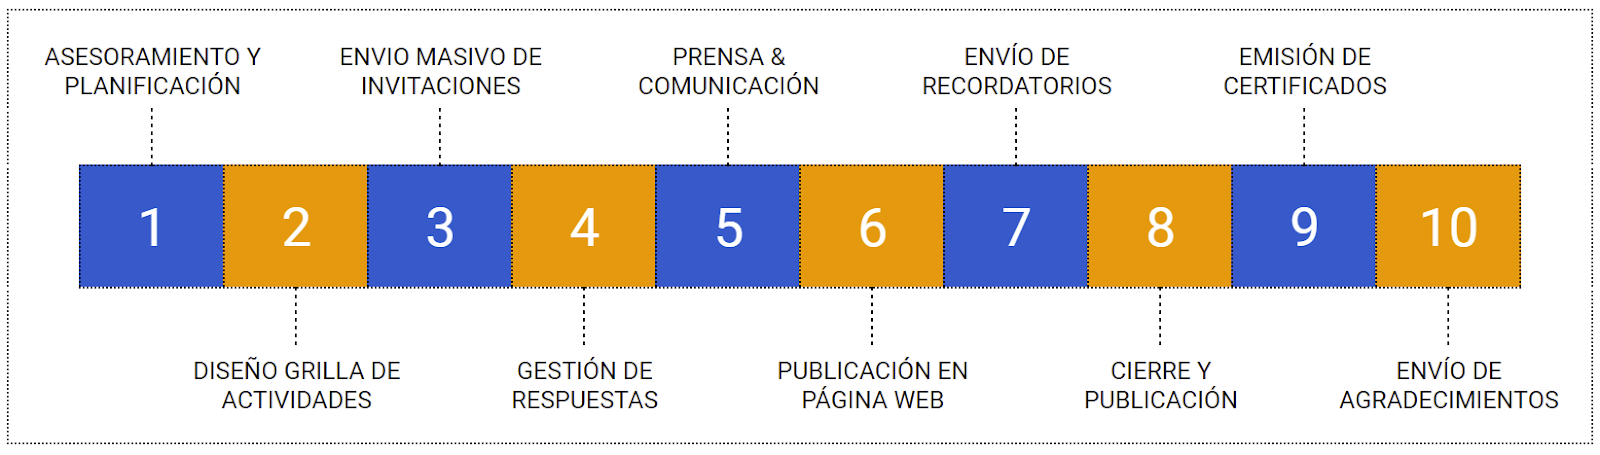 ASESORAMIENTO Y
PLANIFICACIÓN
ENVIO MASIVO DE
INVITACIONES
PRENSA &
COMUNICACIÓN
ENVÍO DE
RECORDATORIOS
EMISIÓN DE
CERTIFICADOS
1
2
3
4
5
6
7
8
9
10
DISEÑO GRILLA DE
ACTIVIDADES
GESTIÓN DE
RESPUESTAS
PUBLICACIÓN EN
PÁGINA WEB
CIERRE Y
PUBLICACIÓN
ENVÍO DE
AGRADECIMIENTOS